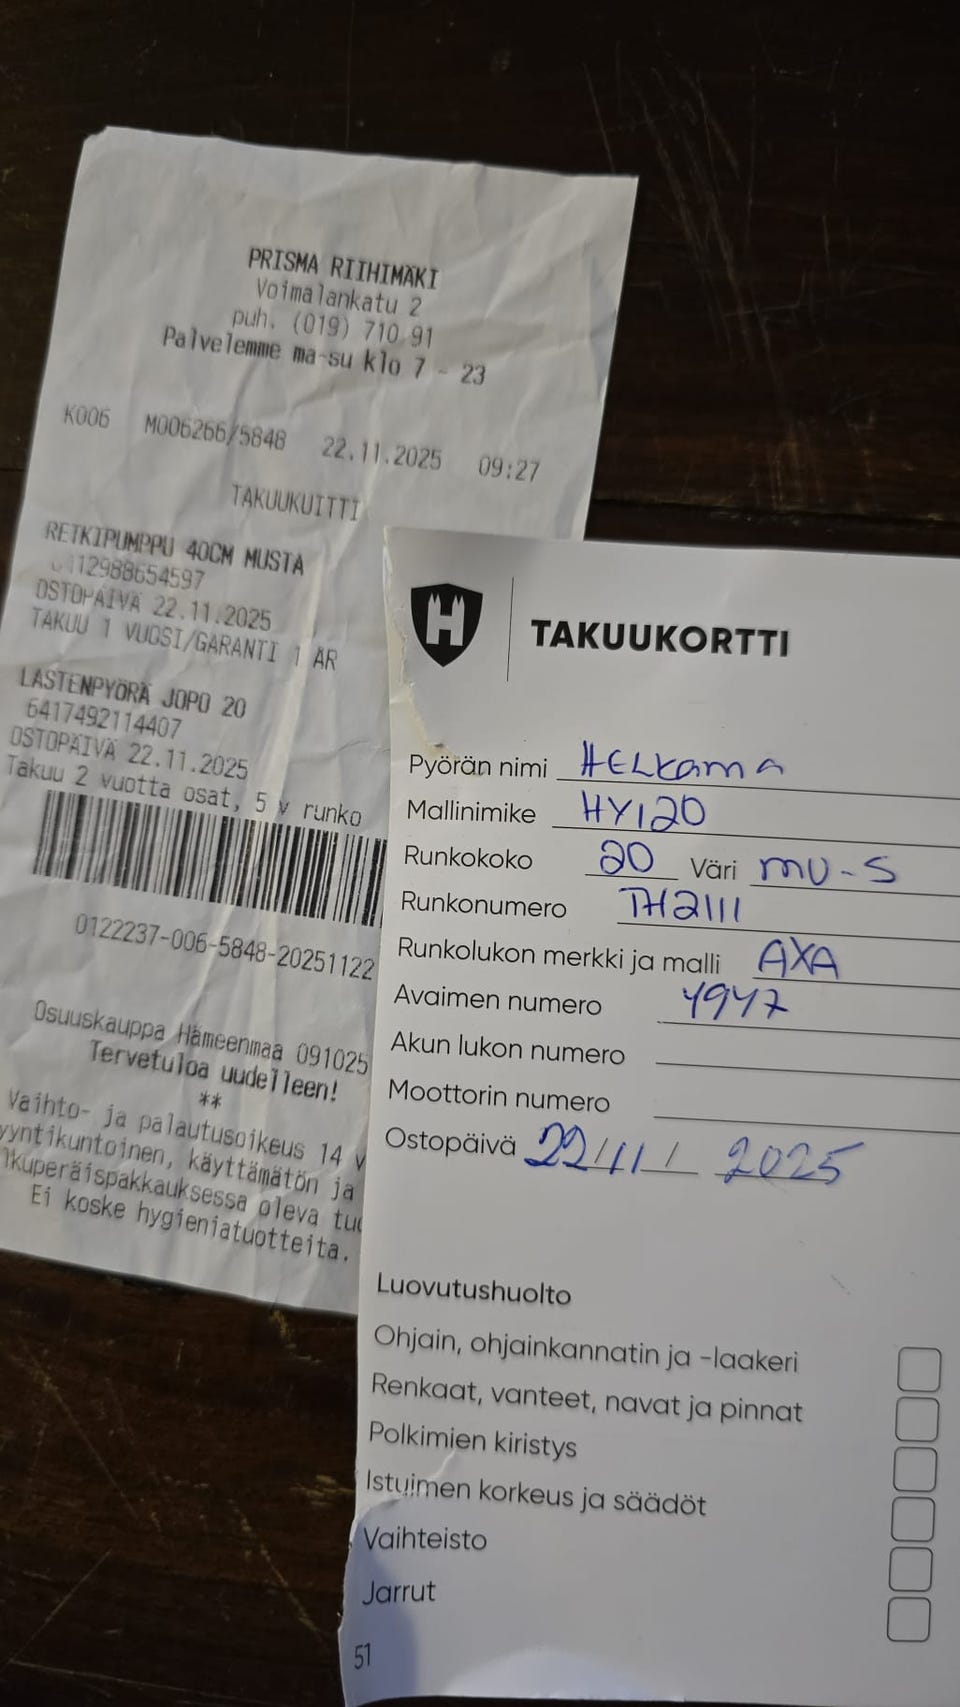 PRISMA RIIHIMÄKI
Voimalankatu 2
puh. (019) 710 91
Palvelemme ma-su klo 7 - 23
K006 M006266/5848 22.11.2025 09:27
TAKUUKUITTI
RETKIPUMPPU 40CM MUSTA
412988654597
OSTOPÄIVÄ 22.11.2025
TAKUU 1 VUOSI/GARANTI 1 ÅR
LASTENPYÖRÄ JOPO 20
6417492114407
OSTOPÄIVÄ 22.11.2025
Takuu 2 vuotta osat, 5 v runko
0122237-006-5848-20251122
Osuuskauppa Hämeenmaa 091025
Tervetuloa uudelleen!
**
Vaihto- ja palautusoikeus 14 v
yyntikuntoinen, käyttämätön ja
kuperäispakkauksessa oleva tu
Ei koske hygieniatuotteita.
H TAKUUKORTTI
Pyörän nimi HELKAMA
Mallinimike HY120
Runkokoko 20 Väri MU-S
Runkonumero TH2111
Runkolukon merkki ja malli AXA
Avaimen numero 4947
Akun lukon numero
Moottorin numero
Ostopäivä 22/11/ 2025
Luovutushuolto
Ohjain, ohjainkannatin ja -laakeri
Renkaat, vanteet, navat ja pinnat
Polkimien kiristys
Istuimen korkeus ja säädöt
Vaihteisto
Jarrut
51